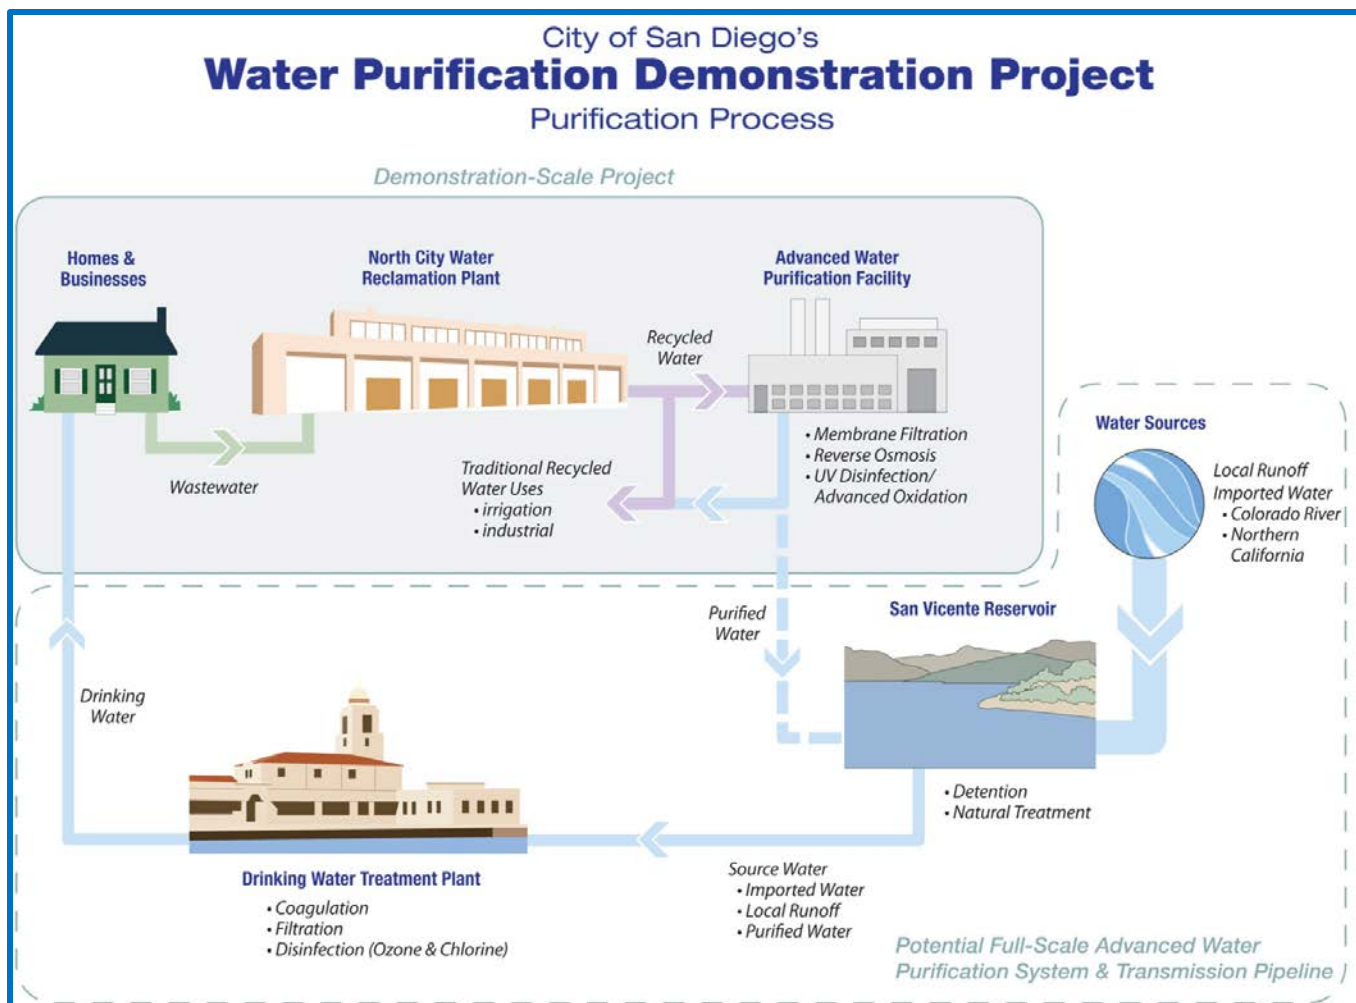 City of San Diego's
Water Purification Demonstration Project
Purification Process
Demonstration-Scale Project
Homes &
Businesses
North City Water
Reclamation Plant
Advanced Water
Purification Facility
Recycled
Water
Wastewater
Traditional Recycled
Water Uses
• irrigation
• industrial
• Membrane Filtration
• Reverse Osmosis
• UV Disinfection/
Advanced Oxidation
Water Sources
Local Runoff
Imported Water
• Colorado River
• Northern
California
Purified
Water
San Vicente Reservoir
• Detention
• Natural Treatment
Drinking
Water
Drinking Water Treatment Plant
• Coagulation
• Filtration
• Disinfection (Ozone & Chlorine)
Source Water
• Imported Water
• Local Runoff
• Purified Water
Potential Full-Scale Advanced Water
Purification System & Transmission Pipeline